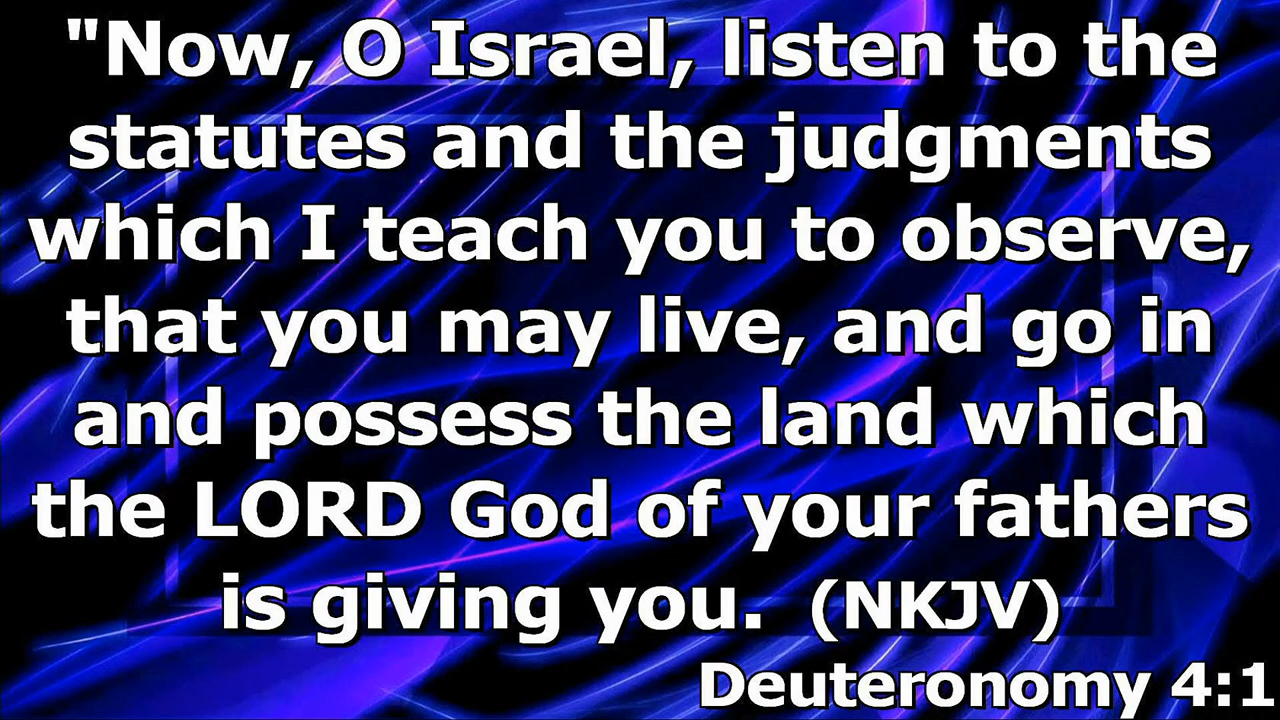 "Now, O Israel, listen to the
statutes and the judgments
which I teach you to observe,
that you may live, and go in
and possess the land which
the LORD God of your fathers
is giving you.  (NKJV)
Deuteronomy 4:1